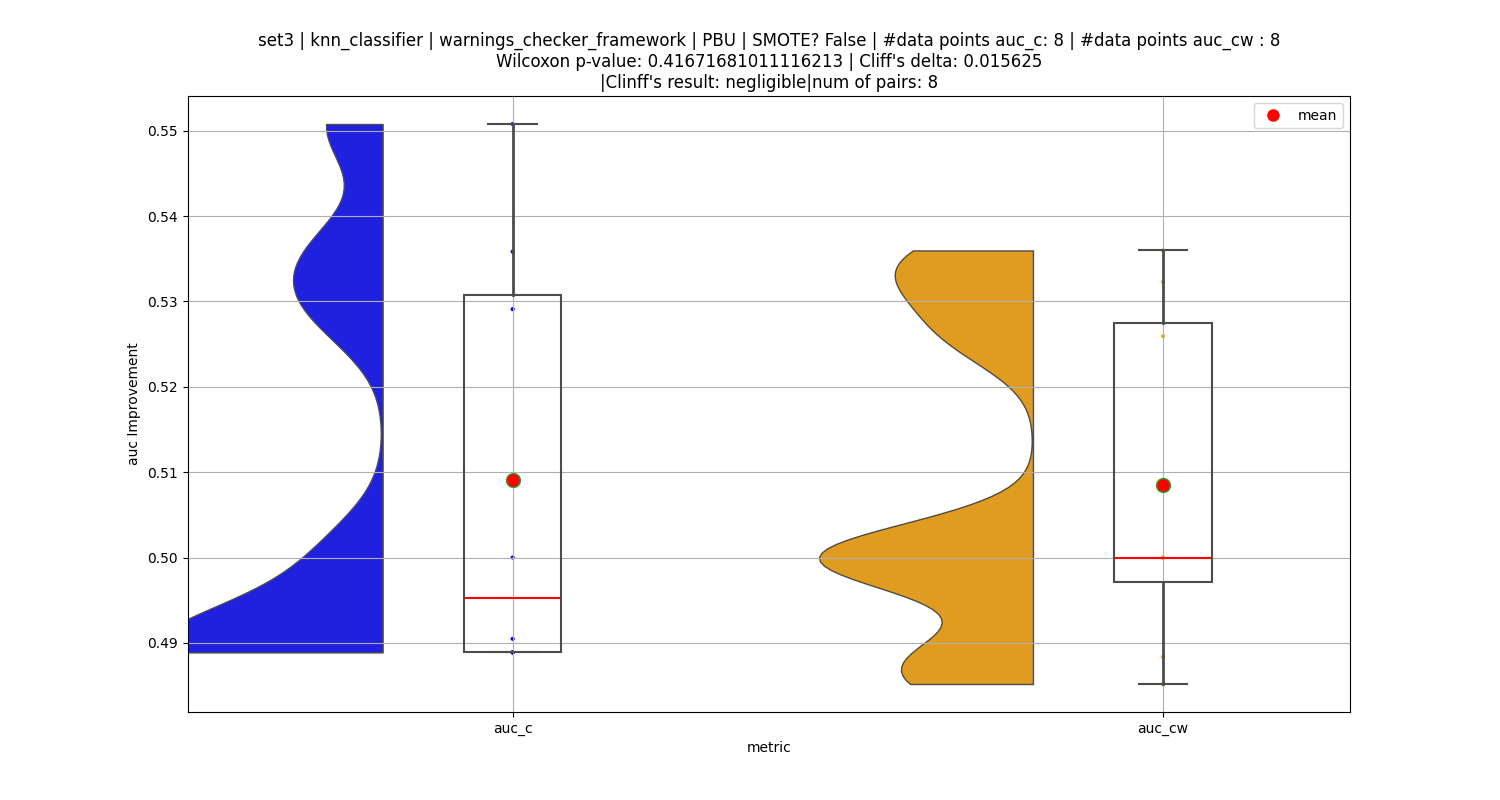 set3 | knn_classifier | warnings_checker_framework | PBU | SMOTE? False | #data points auc_c: 8 | #data points auc_cw : 8
Wilcoxon p-value: 0.41671681011116213 | Cliff's delta: 0.015625
|Clinff's result: negligible|num of pairs: 8
mean
0.55
0.54
0.53
0.52
0.51
0.50
0.49
auc Improvement
auc_c
auc_cw
metric